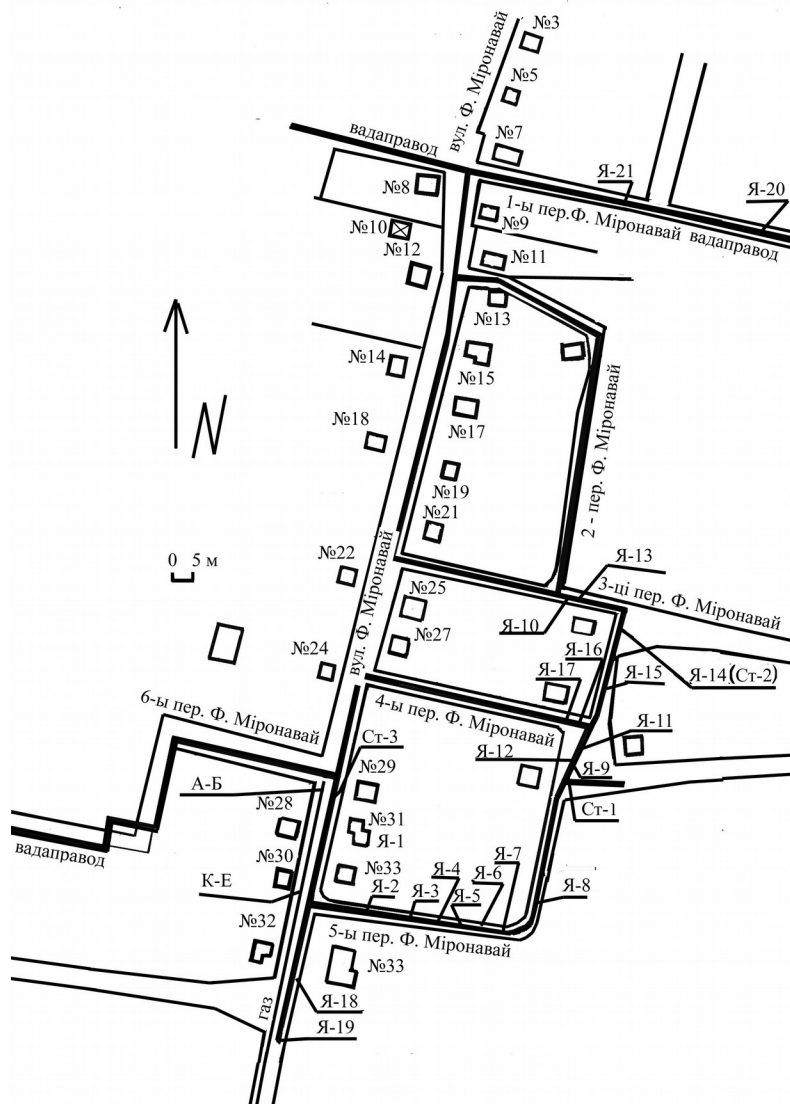 №3
вул. Ф. Міронавай
№5
вадаправод
№7
Я-21
№8
Я-20
1-ы пер.Ф. Міронавай вадаправод
№9
№10
№12
№11
№13
№14
№15
№17
№18
2 - пер. Ф. Міронавай
№19
№21
0 5 м
N
Я-13
№22
3-ці пер. Ф. Міронавай
№25
вул. Ф. Міронавай
Я-10
№27
Я-16
№24
Я-17
Я-15
Я-14(Ст-2)
6-ы пер. Ф. Міронавай
4-ы пер. Ф. Міронавай
Я-11
Ст-3
Я-12
А-Б
№29
Я-9
№28
№31
Ст-1
Я-1
вадаправод
№30
№33
Я-7
Я-4
Я-6
К-Е
Я-2
Я-3
Я-5
Я-8
№32
5-ы пер. Ф. Міронавай
№33
газ
Я-18
Я-19